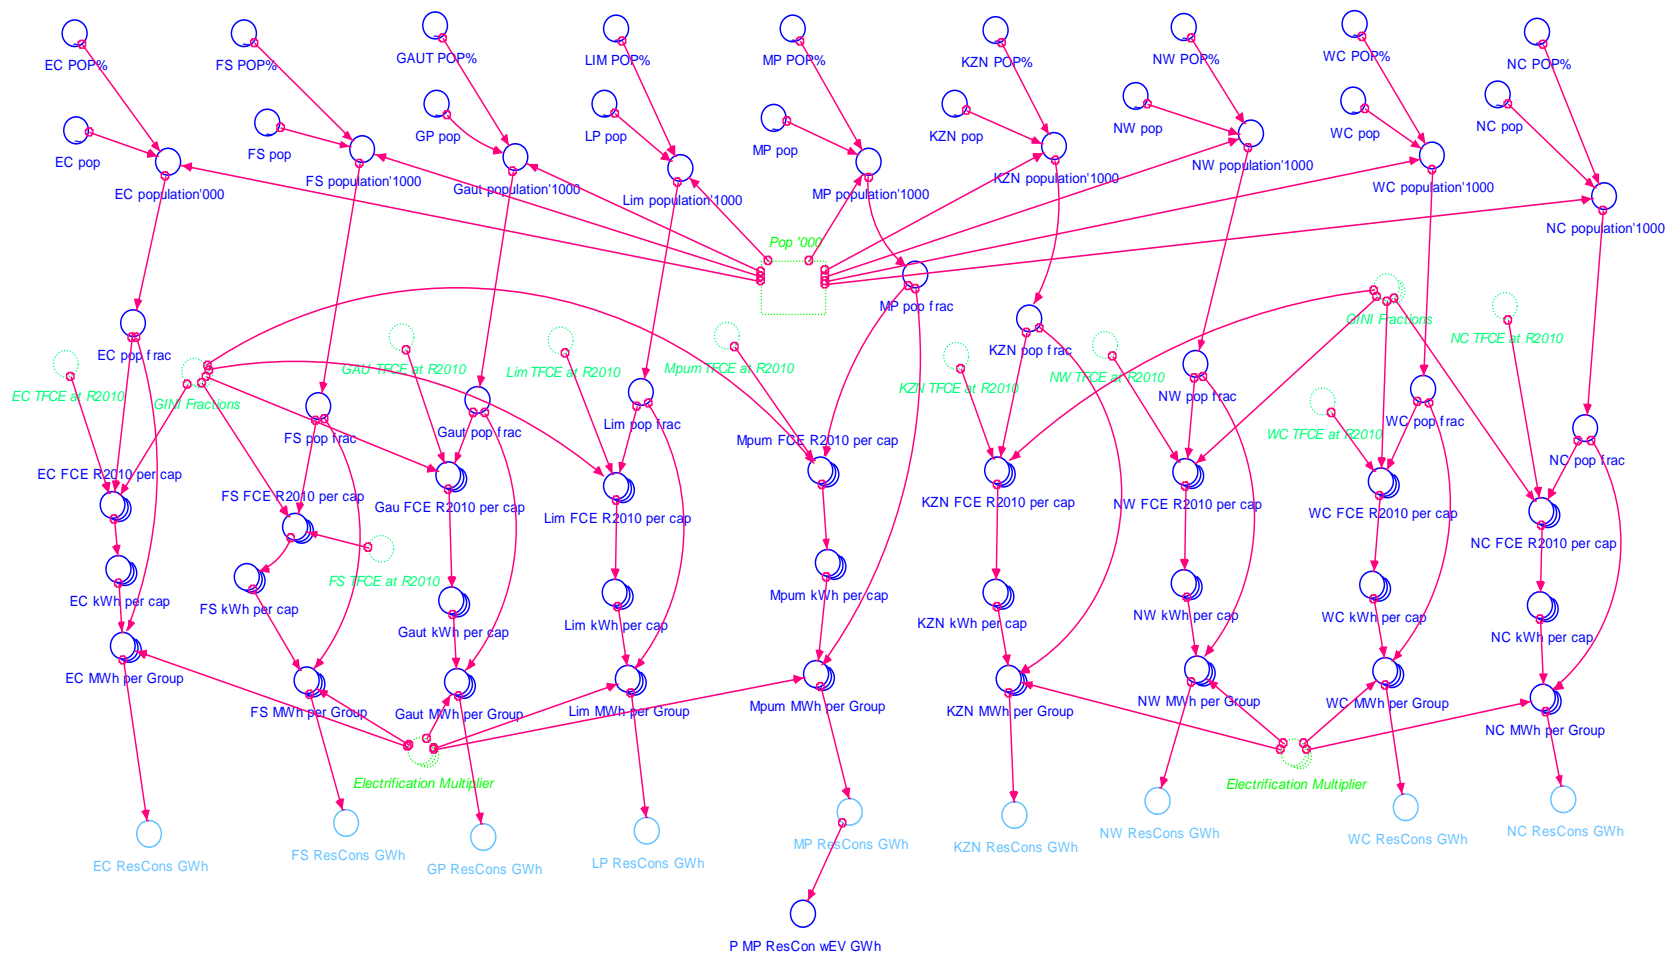 EC POP%
FS POP%
GAUT POP%
LIM POP%
MP POP%
KZN POP%
NW POP%
WC POP%
NC POP%
EC pop
FS pop
GP pop
LP pop
MP pop
KZN pop
NW pop
WC pop
NC pop
EC population'000
FS population'1000
Gaut population'1000
Lim population'1000
MP population'1000
KZN population'1000
NW population'1000
WC population'1000
NC population'1000
Pop '000
MP pop frac
EC pop frac
GINI Fractions
KZN pop frac
NC TFCE at R2010
EC TFCE at R2010
GINI Fractions
GAU TFCE at R2010
Lim TFCE at R2010
Mpum TFCE at R2010
KZN TFCE at R2010
NW TFCE at R2010
NW pop frac
FS pop frac
Gaut pop frac
Lim pop frac
Mpum FCE R2010 per cap
WC TFCE at R2010
WC pop frac
NC pop frac
EC FCE R2010 per cap
FS FCE R2010 per cap
Gau FCE R2010 per cap
Lim FCE R2010 per cap
KZN FCE R2010 per cap
NW FCE R2010 per cap
WC FCE R2010 per cap
NC FCE R2010 per cap
FS TFCE at R2010
EC kWh per cap
FS kWh per cap
Gaut kWh per cap
Lim kWh per cap
Mpum kWh per cap
KZN kWh per cap
NW kWh per cap
WC kWh per cap
NC kWh per cap
EC MWh per Group
FS MWh per Group
Gaut MWh per Group
Lim MWh per Group
Mpum MWh per Group
KZN MWh per Group
NW MWh per Group
WC MWh per Group
NC MWh per Group
Electrification Multiplier
Electrification Multiplier
EC ResCons GWh
FS ResCons GWh
GP ResCons GWh
LP ResCons GWh
MP ResCons GWh
KZN ResCons GWh
NW ResCons GWh
WC ResCons GWh
NC ResCons GWh
P MP ResCon wEV GWh